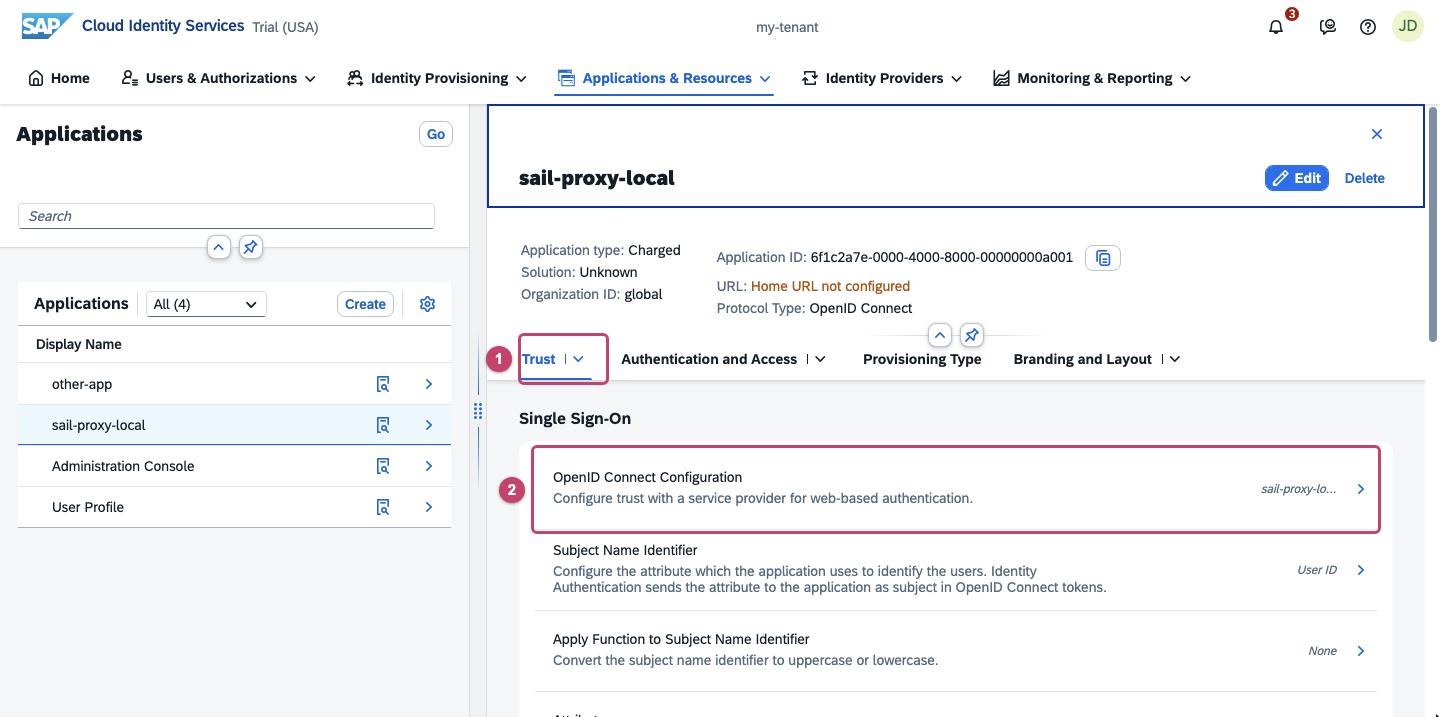 SAP Cloud Identity Services Trial (USA)
my-tenant
3
JD
Home
Users & Authorizations
Identity Provisioning
Applications & Resources
Identity Providers
Monitoring & Reporting
Applications
Go
Search
Applications
All (4)
Create
Display Name
other-app
sail-proxy-local
Administration Console
User Profile
sail-proxy-local
Edit
Delete
Application type: Charged
Solution: Unknown
Organization ID: global
Application ID: 6f1c2a7e-0000-4000-8000-00000000a001
URL: Home URL not configured
Protocol Type: OpenID Connect
1
Trust
Authentication and Access
Provisioning Type
Branding and Layout
Single Sign-On
2
OpenID Connect Configuration
Configure trust with a service provider for web-based authentication.
sail-proxy-lo...
Subject Name Identifier
Configure the attribute which the application uses to identify the users. Identity
Authentication sends the attribute to the application as subject in OpenID Connect tokens.
User ID
Apply Function to Subject Name Identifier
Convert the subject name identifier to uppercase or lowercase.
None